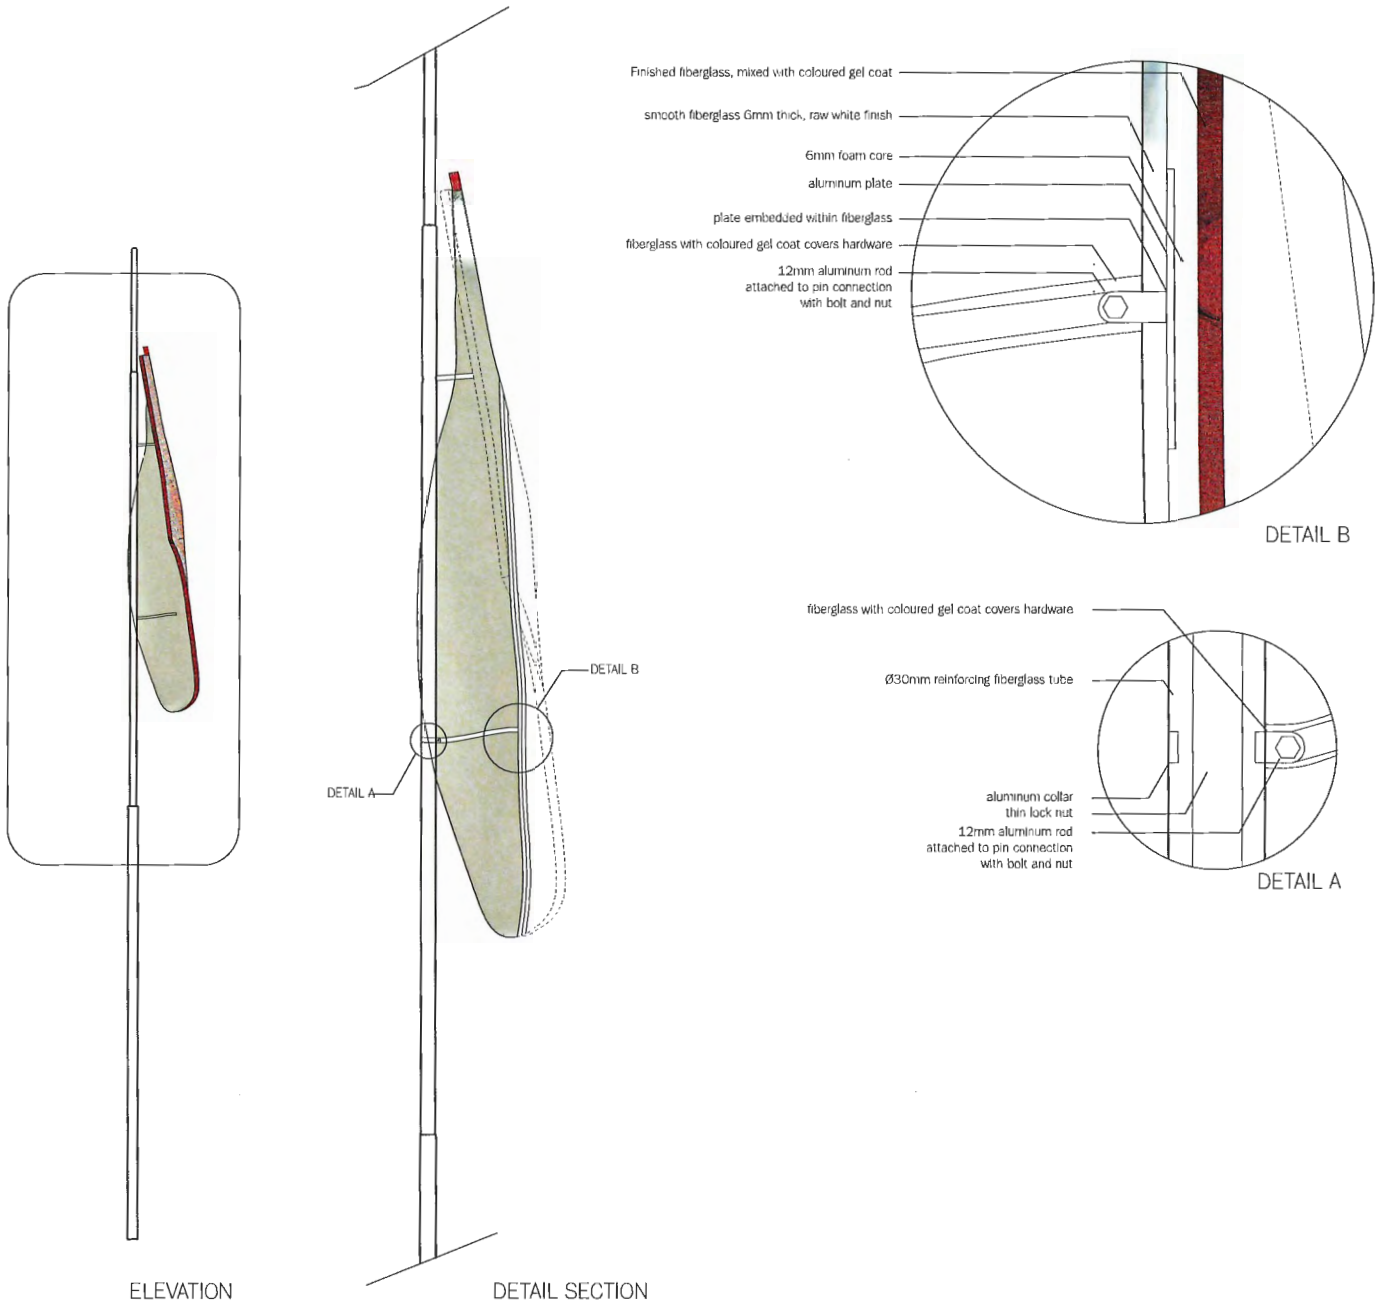 Finished fiberglass, mixed with coloured gel coat
smooth fiberglass 6mm thick, raw white finish
6mm foam core
aluminum plate
plate embedded within fiberglass
fiberglass with coloured gel coat covers hardware
12mm aluminum rod
attached to pin connection
with bolt and nut
DETAIL B
fiberglass with coloured gel coat covers hardware
Ø30mm reinforcing fiberglass tube
aluminum collar
thin lock nut
12mm aluminum rod
attached to pin connection
with bolt and nut
DETAIL A
DETAIL B
DETAIL A
ELEVATION
DETAIL SECTION